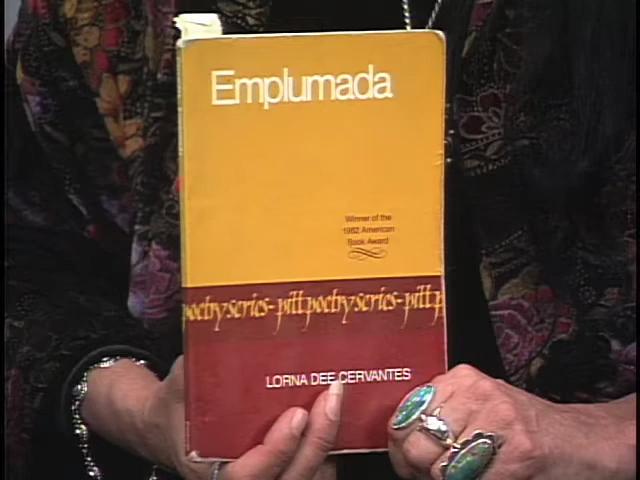 Emplumada
Winner of the
1982 American
Book Award
poetry series-pitt poetry series-pitt p
LORNA DEE CERVANTES